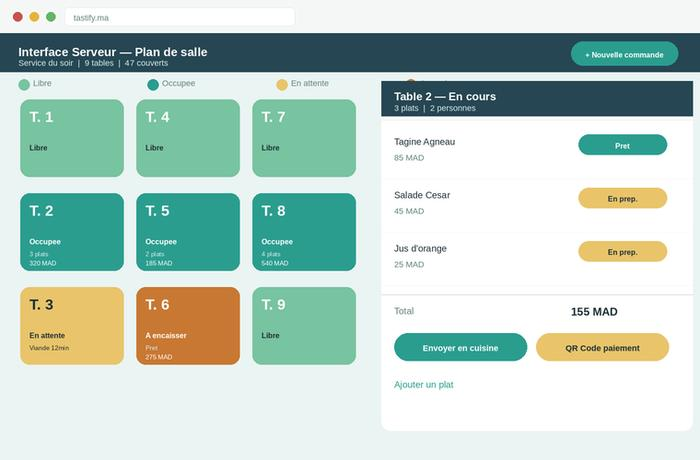 tastify.ma
Interface Serveur — Plan de salle
Service du soir | 9 tables | 47 couverts
+ Nouvelle commande
Libre
Occupee
En attente
T. 1
Libre
T. 4
Libre
T. 7
Libre
T. 2
Occupee
3 plats
320 MAD
T. 5
Occupee
2 plats
185 MAD
T. 8
Occupee
4 plats
540 MAD
T. 3
En attente
Viande 12min
T. 6
A encaisser
Pret
275 MAD
T. 9
Libre
Table 2 — En cours
3 plats | 2 personnes
Tagine Agneau
85 MAD
Pret
Salade Cesar
45 MAD
En prep.
Jus d'orange
25 MAD
En prep.
Total
155 MAD
Envoyer en cuisine
QR Code paiement
Ajouter un plat